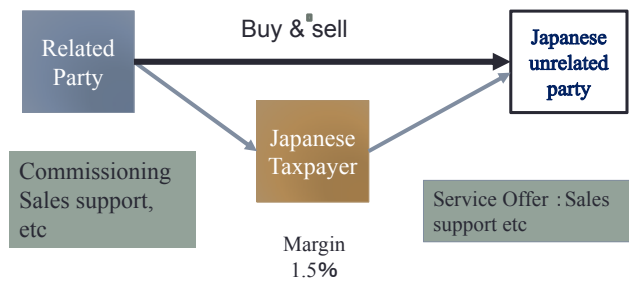 Related
Party
Buy & sell
Japanese
unrelated
party
Japanese
Taxpayer
Commissioning
Sales support,
etc
Service Offer : Sales
support etc
Margin
1.5%